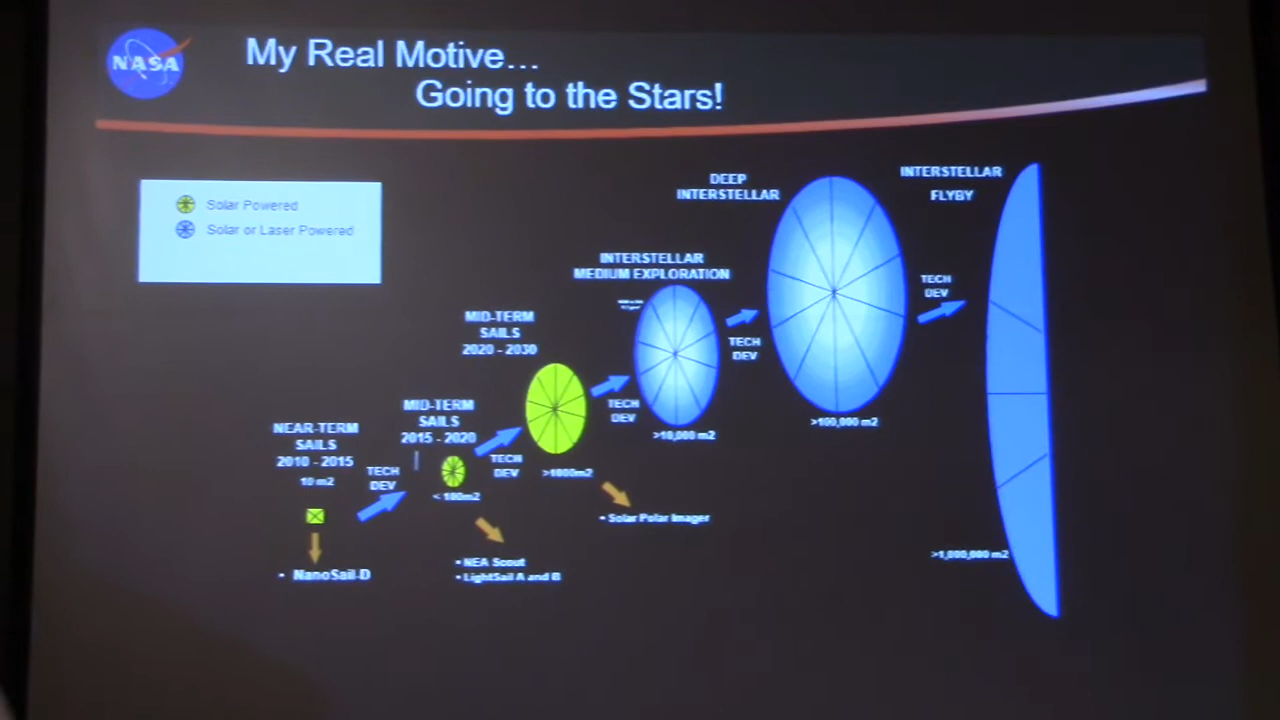 NASA
My Real Motive...
Going to the Stars!
Solar Powered
Solar or Laser Powered
NEAR-TERM
SAILS
2010 - 2015
10 m2
NanoSail-D
TECH
DEV
MID-TERM
SAILS
2015 - 2020
< 100m2
• NEA Scout
• LightSail A and B
TECH
DEV
MID-TERM
SAILS
2020 - 2030
>1000m2
• Solar Polar Imager
TECH
DEV
INTERSTELLAR
MEDIUM EXPLORATION
>10,000 m2
TECH
DEV
DEEP
INTERSTELLAR
>100,000 m2
TECH
DEV
INTERSTELLAR
FLYBY
>1,000,000 m2